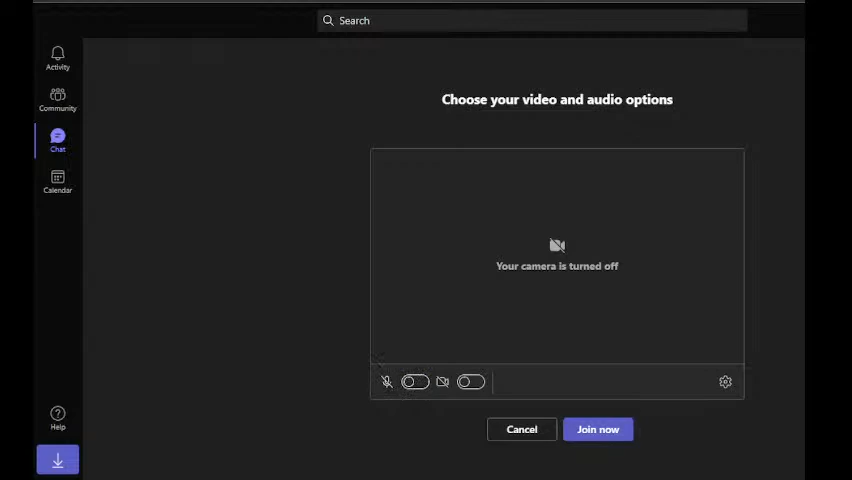 Search
Activity
Community
Chat
Calendar
Choose your video and audio options
Your camera is turned off
Cancel
Join now
Help